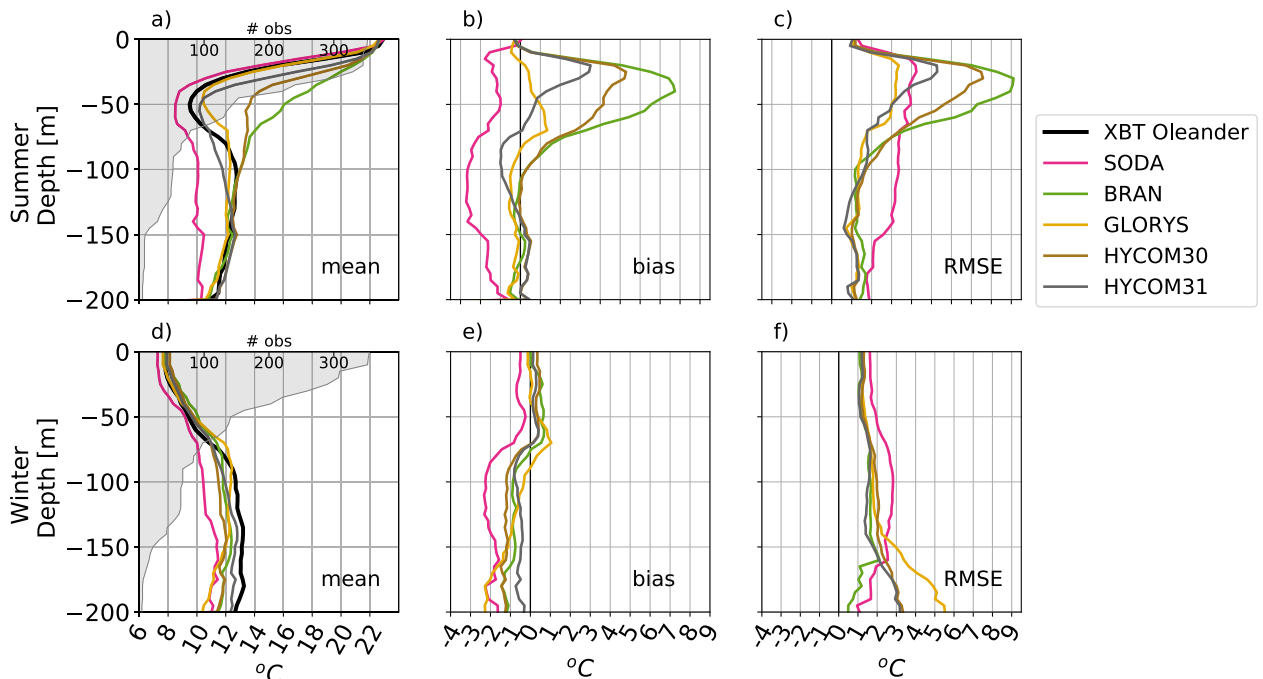 a) b) c)
# obs
100 200 300
0
−50
−100
−150
−200
Summer
Depth [m]
mean bias RMSE
XBT Oleander
SODA
BRAN
GLORYS
HYCOM30
HYCOM31
d) e) f)
# obs
100 200 300
0
−50
−100
−150
−200
Winter
Depth [m]
mean bias RMSE
6 8 10 12 14 16 18 20 22
-4 -3 -2 -1 0 1 2 3 4 5 6 7 8 9
-4 -3 -2 -1 0 1 2 3 4 5 6 7 8 9
°C °C °C